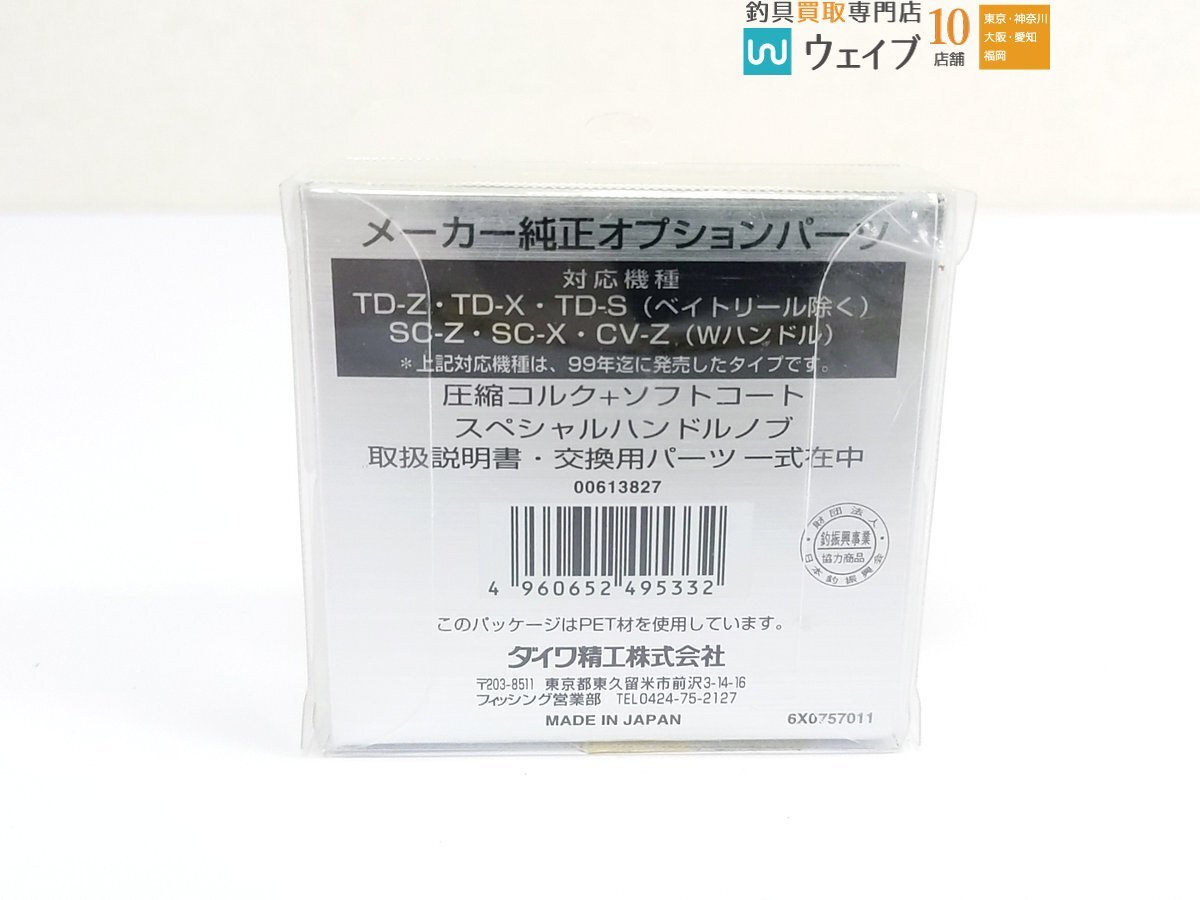 釣具買取専門店
ウェイブ
10店舗
東京・神奈川
大阪・愛知
福岡
メーカー純正オプションパーツ
対応機種
TD-Z・TD-X・TD-S（ベイトリール除く）
SC-Z・SC-X・CV-Z（Wハンドル）
＊上記対応機種は、99年迄に発売したタイプです。
圧縮コルク+ソフトコート
スペシャルハンドルノブ
取扱説明書・交換用パーツ一式在中
00613827
4 960652 495332
財団法人
釣振興事業
協力商品
日本釣振興会
このパッケージはPET材を使用しています。
ダイワ精工株式会社
〒203-8511 東京都東久留米市前沢3-14-16
フィッシング営業部 TEL0424-75-2127
MADE IN JAPAN
6X0757011